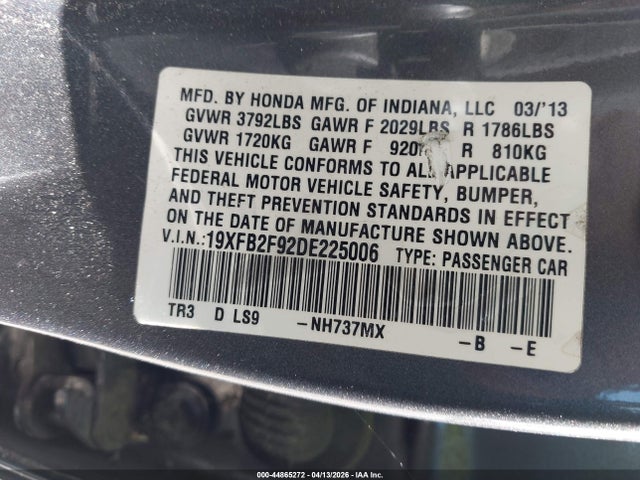 MFD. BY HONDA MFG. OF INDIANA, LLC 03/'13
GVWR 3792LBS GAWR F 2029LBS R 1786LBS
GVWR 1720KG GAWR F 920 R 810KG
THIS VEHICLE CONFORMS TO ALL APPLICABLE
FEDERAL MOTOR VEHICLE SAFETY, BUMPER,
AND THEFT PREVENTION STANDARDS IN EFFECT
ON THE DATE OF MANUFACTURE SHOWN ABOVE.
V.I.N.:19XFB2F92DE225006 TYPE: PASSENGER CAR
TR3 D LS9 -NH737MX -B -E
000-44865272 - 04/13/2026 - IAA Inc.